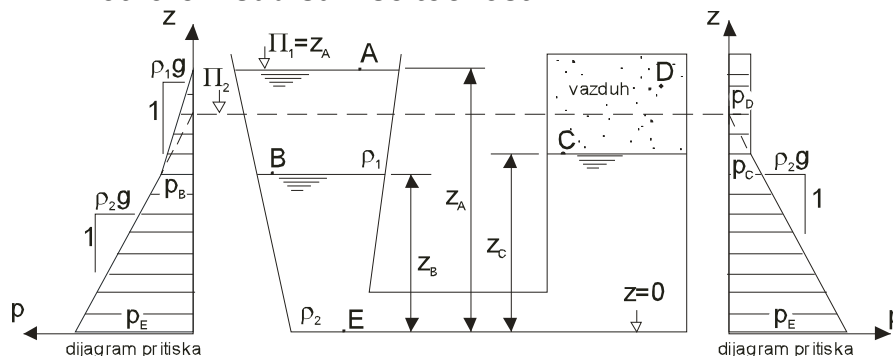 z
ρ₁g
1
Π₂
Π₁=z_A
A
D
vazduh
C
B
ρ₁
z_A
z_B
z_C
p_B
ρ₂g
1
p
p_E
dijagram pritiska
ρ₂
E
z=0
z
p_D
p_C
ρ₂g
1
p_E
p
dijagram pritiska